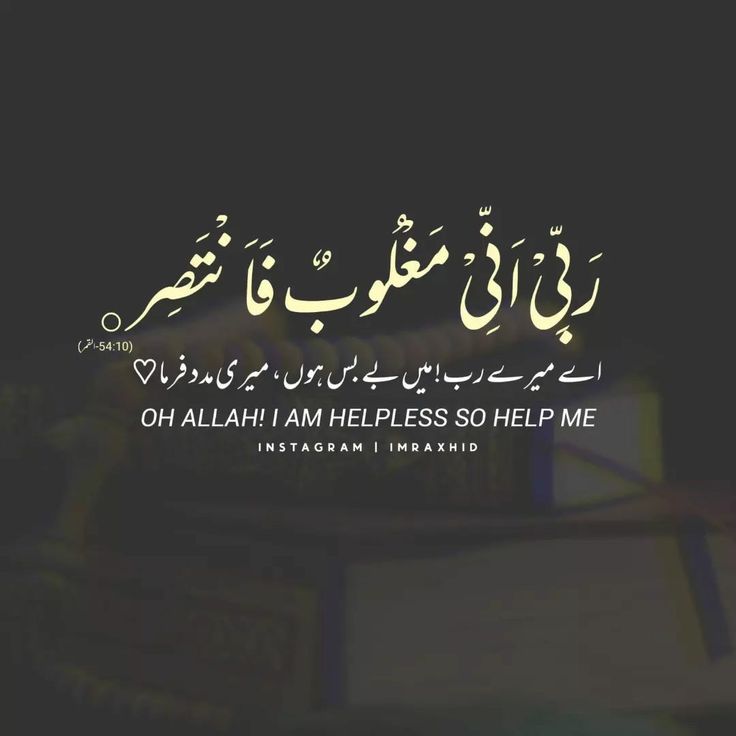 رَبِّیْ اَنِّیْ مَغْلُوْبٌ فَاَنْتَصِرْ ○
(54:10-القمر)
اے میرے رب! میں بے بس ہوں، میری مدد فرما ♡
OH ALLAH! I AM HELPLESS SO HELP ME
INSTAGRAM | IMRAXHID